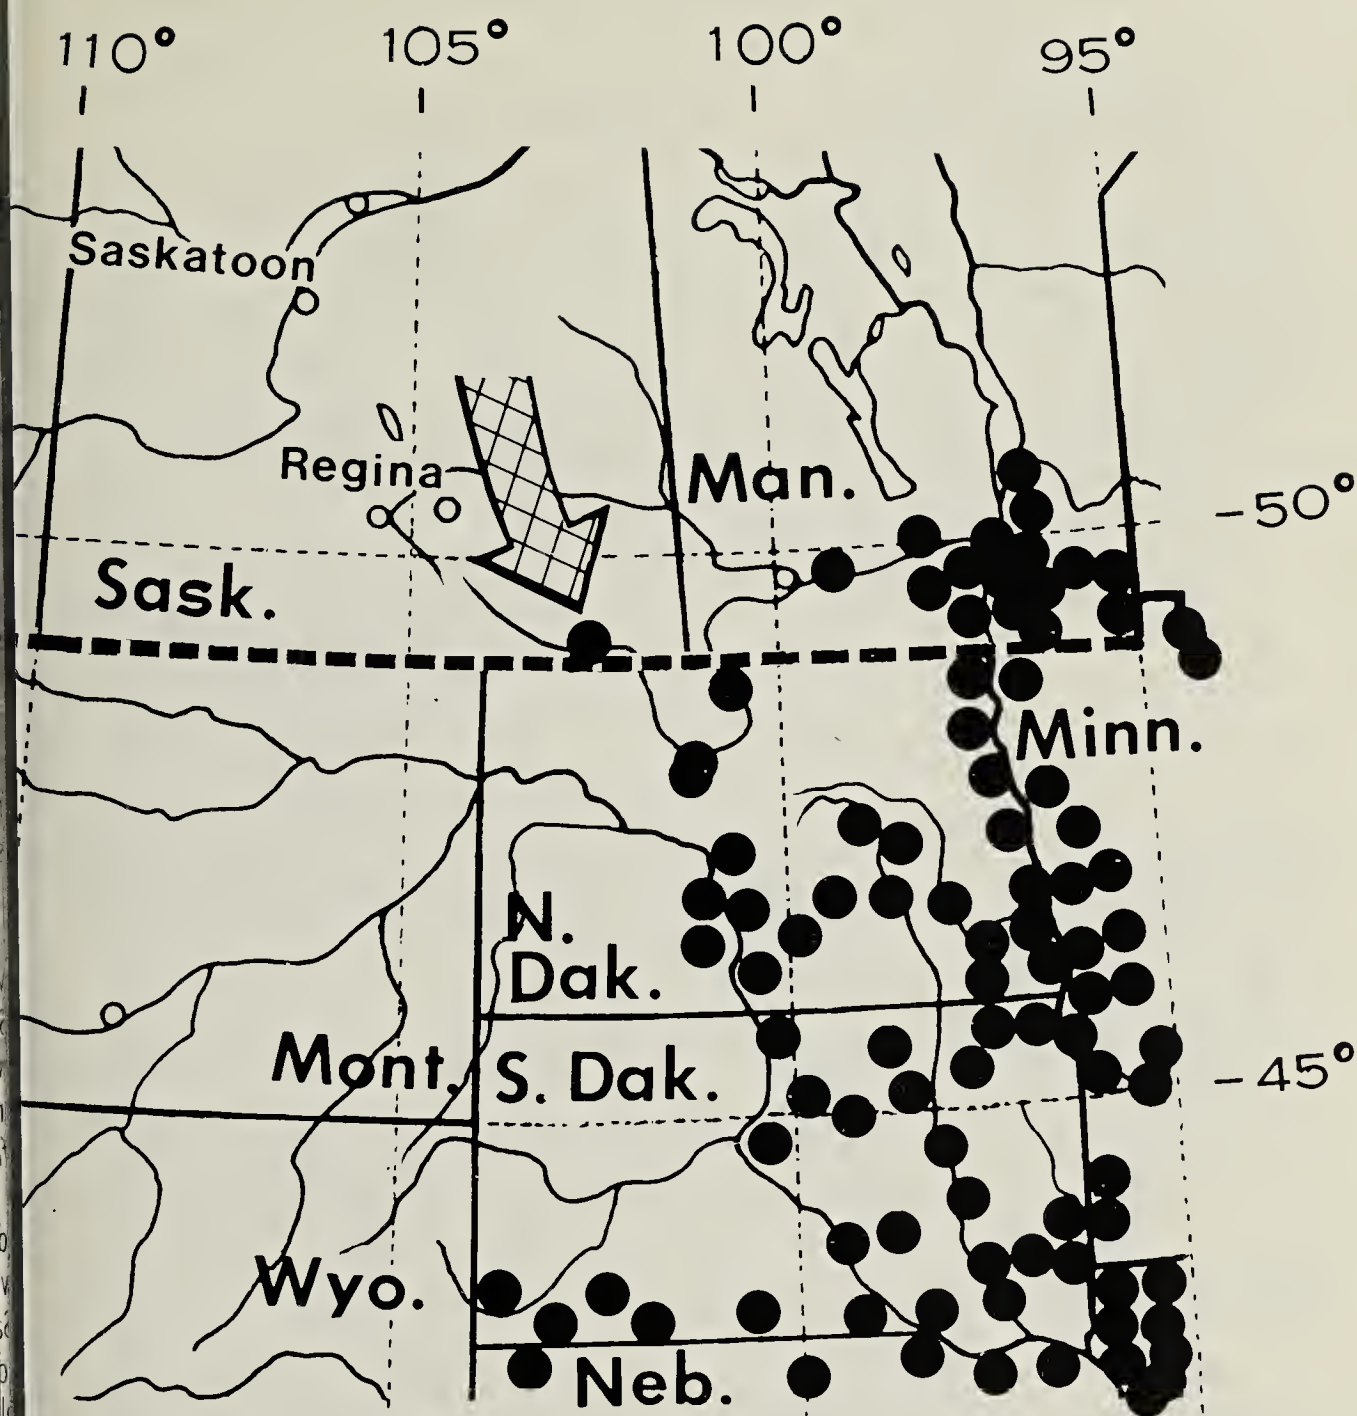 110° 105° 100° 95°
Saskatoon
Regina
Man.
-50°
Sask.
Minn.
N.
Dak.
Mont. S. Dak.
-45°
Wyo.
Neb.